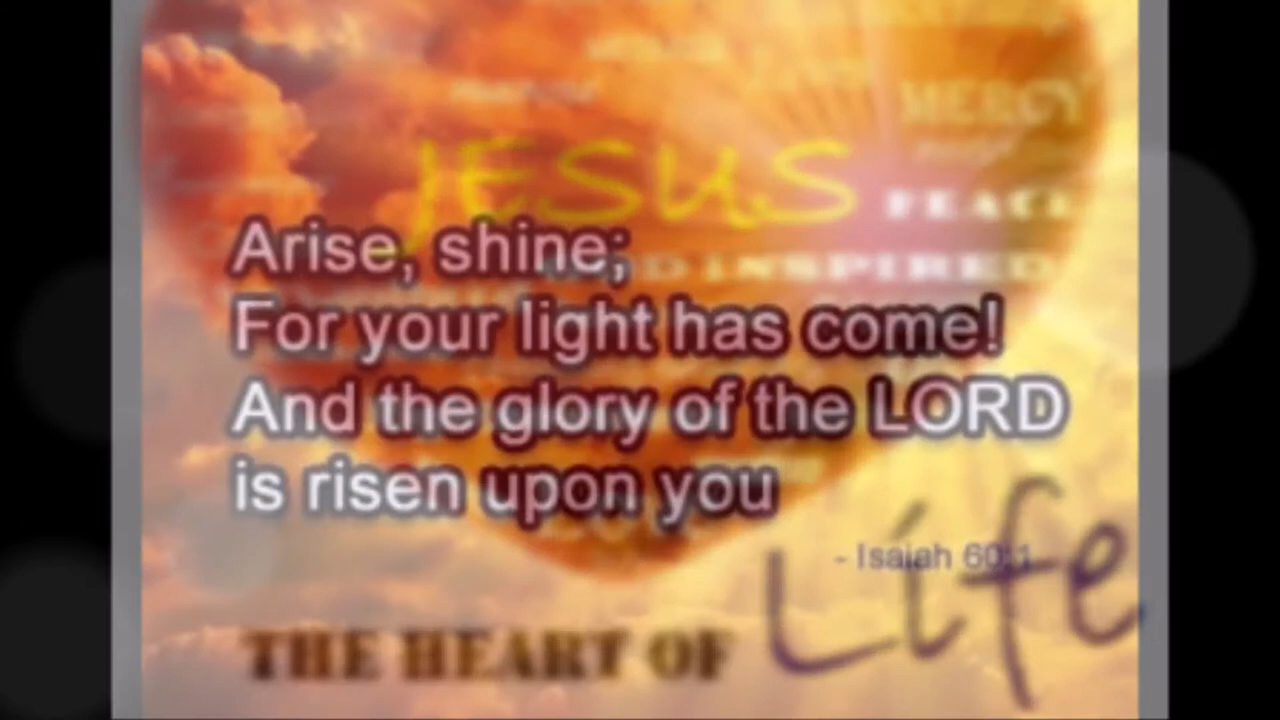 MERCY
JESUS
PEACE
Arise, shine;
INSPIRED
For your light has come!
And the glory of the LORD
is risen upon you
- Isaiah 60:1
THE HEART OF Life